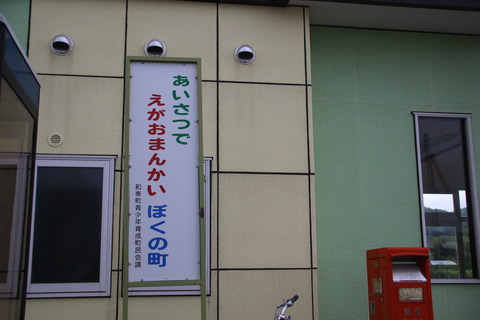 あいさつで
えがおまんかい
ぼくの町
和寒町青少年育成町民会議